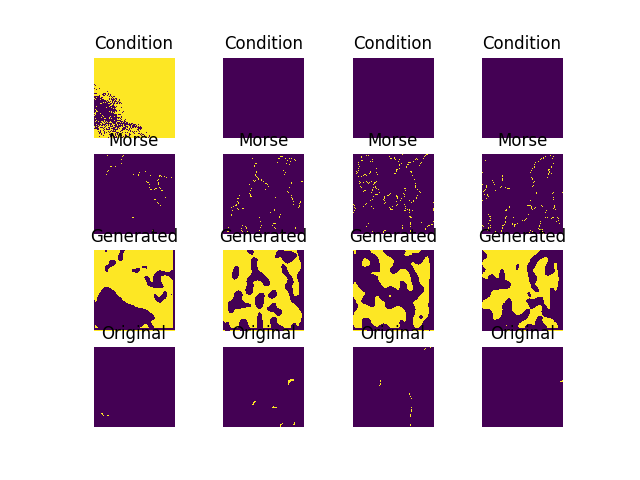 Condition Condition Condition Condition
Morse Morse Morse Morse
Generated Generated Generated Generated
Original Original Original Original